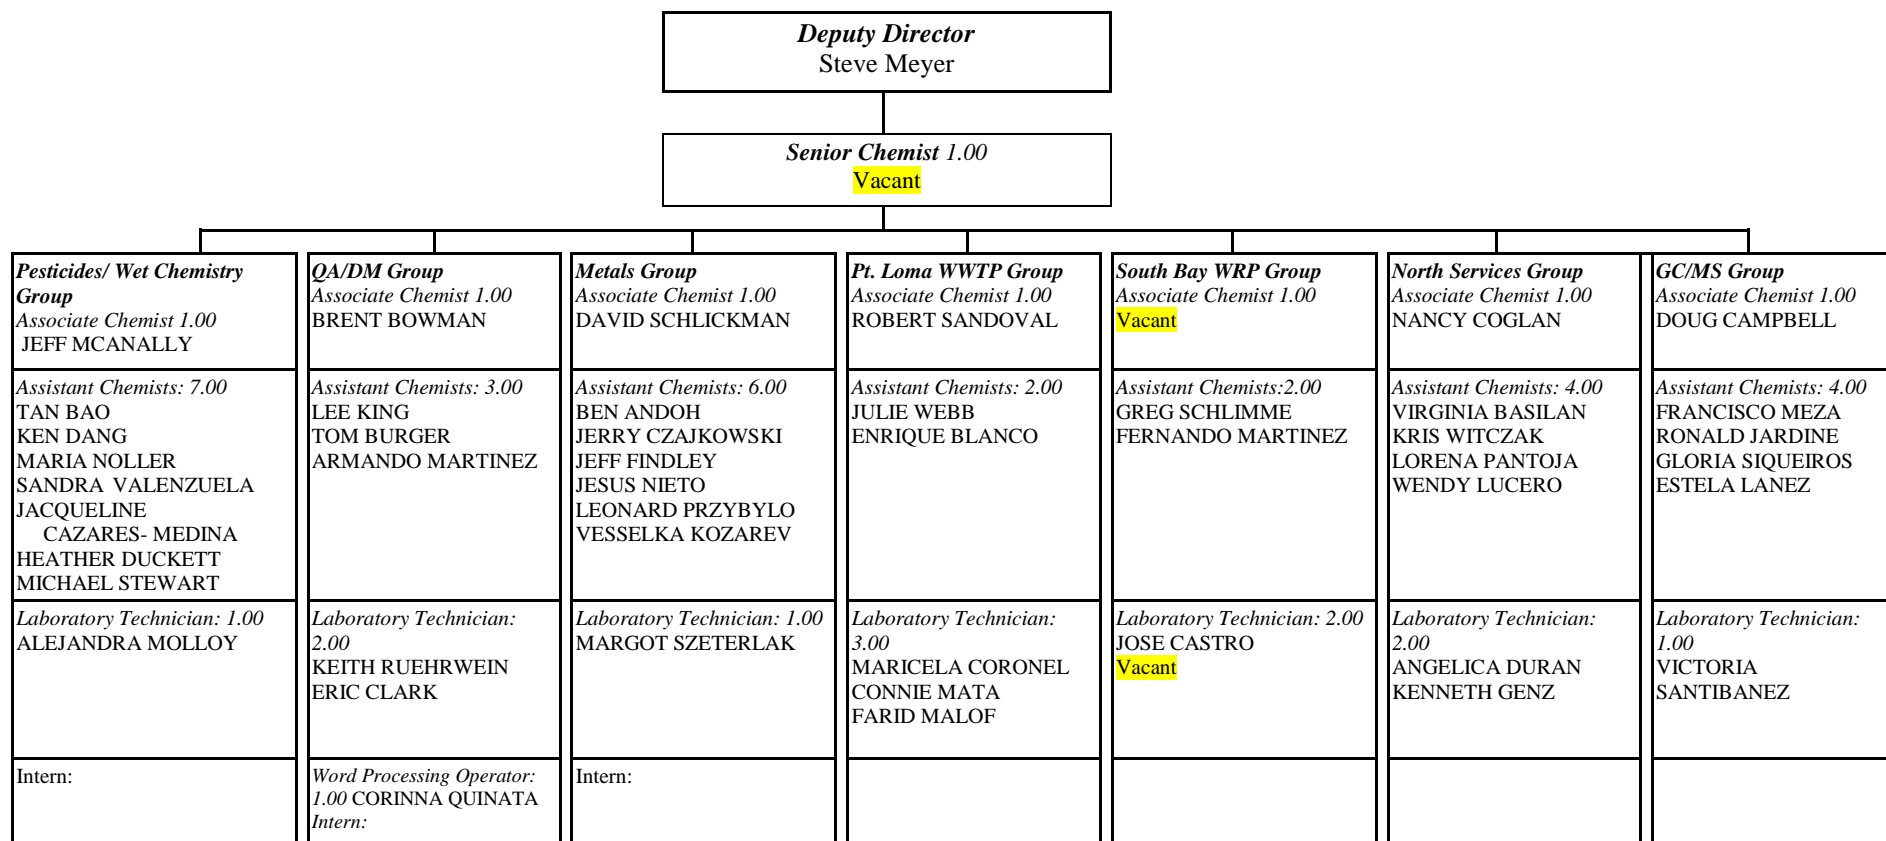 Deputy Director
Steve Meyer
Senior Chemist 1.00
Vacant
Pesticides/ Wet Chemistry
Group
Associate Chemist 1.00
JEFF MCANALLY
Assistant Chemists: 7.00
TAN BAO
KEN DANG
MARIA NOLLER
SANDRA VALENZUELA
JACQUELINE
CAZARES- MEDINA
HEATHER DUCKETT
MICHAEL STEWART
Laboratory Technician: 1.00
ALEJANDRA MOLLOY
Intern:
QA/DM Group
Associate Chemist 1.00
BRENT BOWMAN
Assistant Chemists: 3.00
LEE KING
TOM BURGER
ARMANDO MARTINEZ
Laboratory Technician:
2.00
KEITH RUEHRWEIN
ERIC CLARK
Word Processing Operator:
1.00 CORINNA QUINATA
Intern:
Metals Group
Associate Chemist 1.00
DAVID SCHLICKMAN
Assistant Chemists: 6.00
BEN ANDOH
JERRY CZAJKOWSKI
JEFF FINDLEY
JESUS NIETO
LEONARD PRZYBYLO
VESSELKA KOZAREV
Laboratory Technician: 1.00
MARGOT SZETERLAK
Intern:
Pt. Loma WWTP Group
Associate Chemist 1.00
ROBERT SANDOVAL
Assistant Chemists: 2.00
JULIE WEBB
ENRIQUE BLANCO
Laboratory Technician:
3.00
MARICELA CORONEL
CONNIE MATA
FARID MALOF
South Bay WRP Group
Associate Chemist 1.00
Vacant
Assistant Chemists:2.00
GREG SCHLIMME
FERNANDO MARTINEZ
Laboratory Technician: 2.00
JOSE CASTRO
Vacant
North Services Group
Associate Chemist 1.00
NANCY COGLAN
Assistant Chemists: 4.00
VIRGINIA BASILAN
KRIS WITCZAK
LORENA PANTOJA
WENDY LUCERO
Laboratory Technician:
2.00
ANGELICA DURAN
KENNETH GENZ
GC/MS Group
Associate Chemist 1.00
DOUG CAMPBELL
Assistant Chemists: 4.00
FRANCISCO MEZA
RONALD JARDINE
GLORIA SIQUEIROS
ESTELA LANEZ
Laboratory Technician:
1.00
VICTORIA
SANTIBANEZ